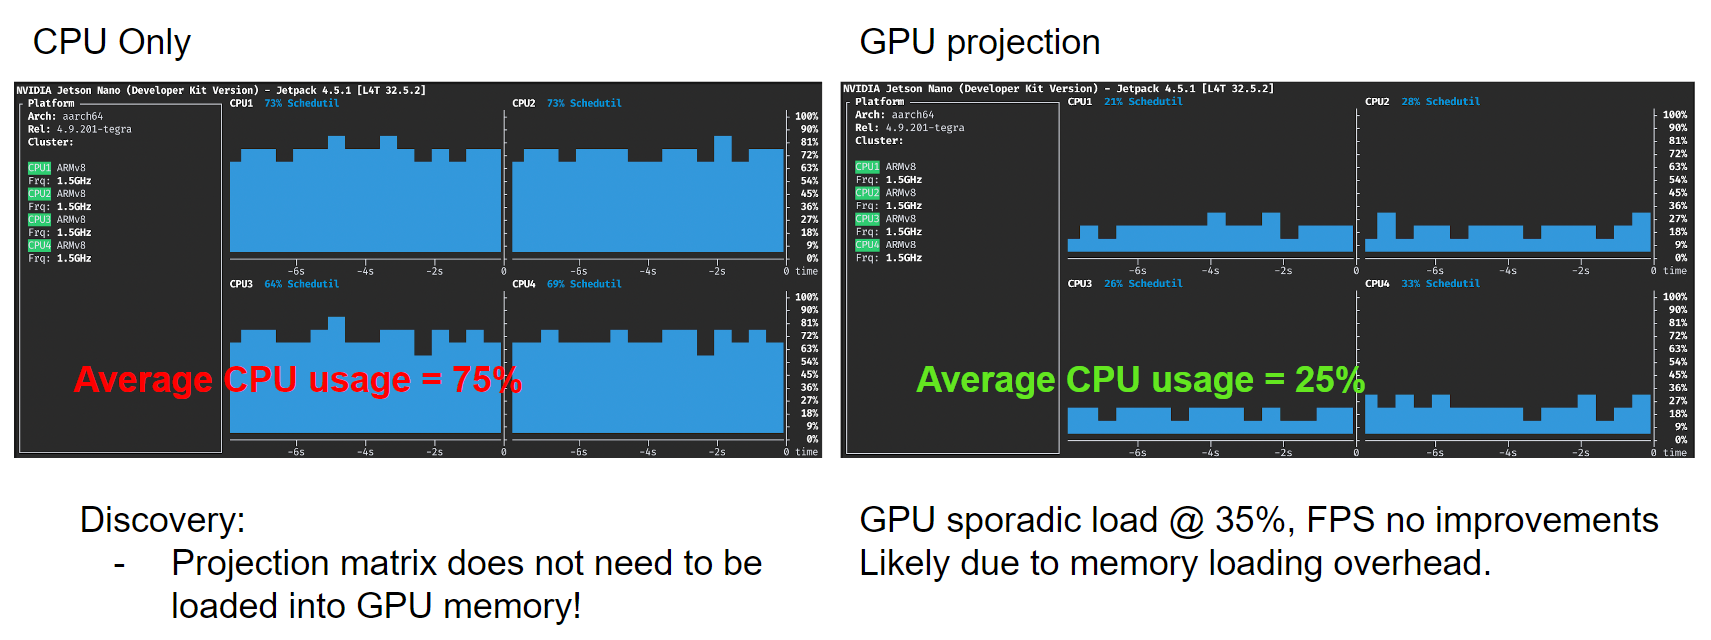 CPU Only
NVIDIA Jetson Nano (Developer Kit Version) - Jetpack 4.5.1 [L4T 32.5.2]
Platform
Arch: aarch64
Rel: 4.9.201-tegra
Cluster:
CPU1 ARMv8
Frq: 1.5GHz
CPU2 ARMv8
Frq: 1.5GHz
CPU3 ARMv8
Frq: 1.5GHz
CPU4 ARMv8
Frq: 1.5GHz
CPU1 73% Schedutil
CPU2 73% Schedutil
100%
90%
81%
72%
63%
54%
45%
36%
27%
18%
9%
0%
-6s -4s -2s 0 -6s -4s -2s 0 time
CPU3 64% Schedutil
CPU4 69% Schedutil
100%
90%
81%
72%
63%
54%
45%
36%
27%
18%
9%
0%
-6s -4s -2s 0 -6s -4s -2s 0 time
Average CPU usage = 75%
Discovery:
- Projection matrix does not need to be
loaded into GPU memory!
GPU projection
NVIDIA Jetson Nano (Developer Kit Version) - Jetpack 4.5.1 [L4T 32.5.2]
Platform
Arch: aarch64
Rel: 4.9.201-tegra
Cluster:
CPU1 ARMv8
Frq: 1.5GHz
CPU2 ARMv8
Frq: 1.5GHz
CPU3 ARMv8
Frq: 1.5GHz
CPU4 ARMv8
Frq: 1.5GHz
CPU1 21% Schedutil
CPU2 28% Schedutil
100%
90%
81%
72%
63%
54%
45%
36%
27%
18%
9%
0%
-6s -4s -2s 0 -6s -4s -2s 0 time
CPU3 26% Schedutil
CPU4 33% Schedutil
100%
90%
81%
72%
63%
54%
45%
36%
27%
18%
9%
0%
-6s -4s -2s 0 -6s -4s -2s 0 time
Average CPU usage = 25%
GPU sporadic load @ 35%, FPS no improvements
Likely due to memory loading overhead.